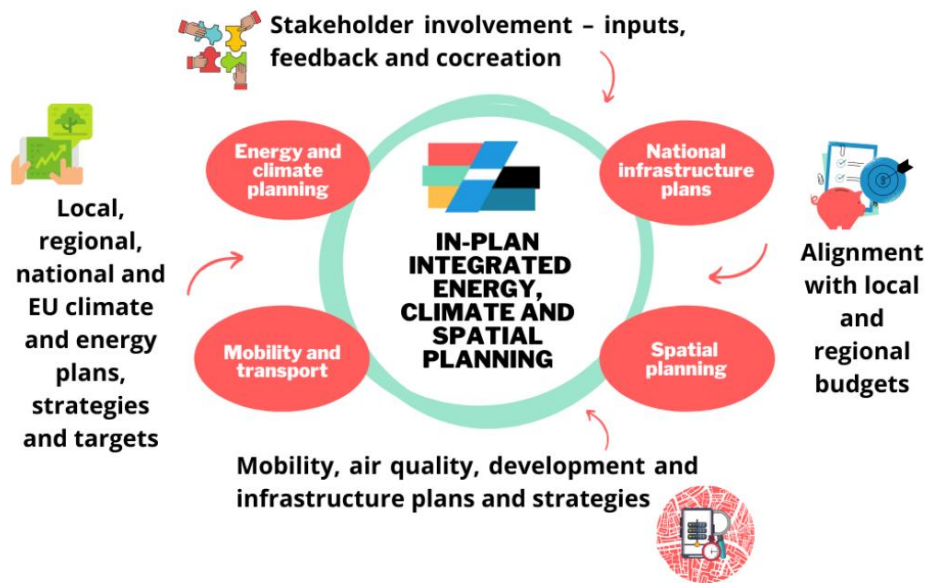 Stakeholder involvement – inputs,
feedback and cocreation
Energy and
climate
planning
National
infrastructure
plans
Local,
regional,
national and
EU climate
and energy
plans,
strategies
and targets
IN-PLAN
INTEGRATED
ENERGY,
CLIMATE AND
SPATIAL
PLANNING
Alignment
with local
and
regional
budgets
Mobility and
transport
Spatial
planning
Mobility, air quality, development and
infrastructure plans and strategies